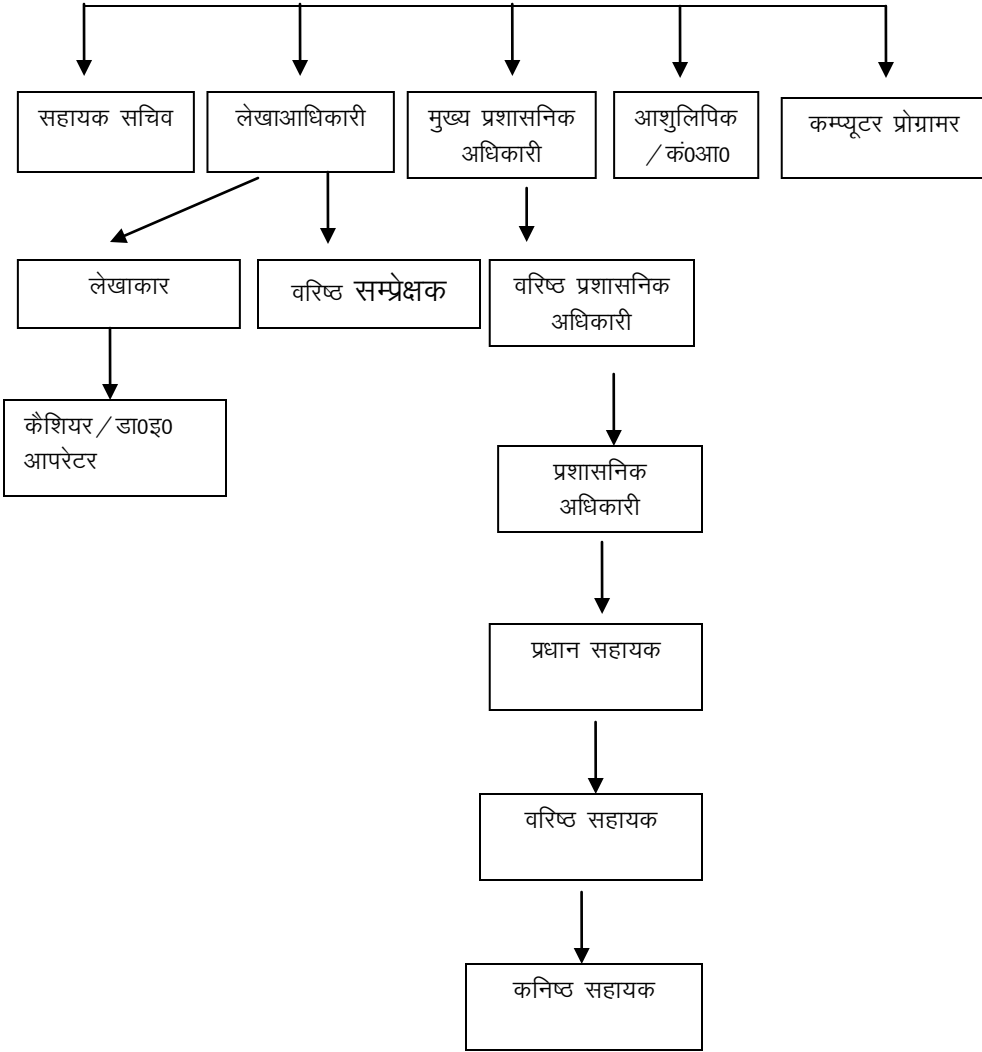 सहायक सचिव
लेखाआधिकारी
मुख्य प्रशासनिक
अधिकारी
आशुलिपिक
/कं0आ0
कम्प्यूटर प्रोग्रामर
लेखाकार
वरिष्ठ सम्प्रेक्षक
वरिष्ठ प्रशासनिक
अधिकारी
कैशियर/डा0इ0
आपरेटर
प्रशासनिक
अधिकारी
प्रधान सहायक
वरिष्ठ सहायक
कनिष्ठ सहायक